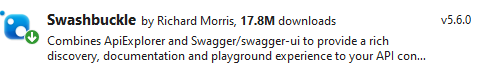 Swashbuckle by Richard Morris, 17.8M downloads v5.6.0
Combines ApiExplorer and Swagger/swagger-ui to provide a rich
discovery, documentation and playground experience to your API con...